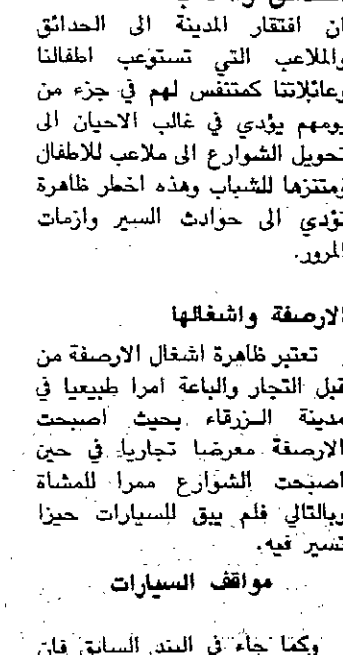 ان افتقار المدينة الى الحدائق
والملاعب التي تستوعب اطفالنا
وعائلاتنا كمتنفس لهم في جزء من
يومهم يؤدي في غالب الاحيان الى
تحويل الشوارع الى ملاعب للاطفال
ومتنزها للشباب وهذه اخطر ظاهرة
تؤدي الى حوادث السير وازمات
المرور.
الارصفة واشغالها
تعتبر ظاهرة اشغال الارصفة من
قبل التجار والباعة امرا طبيعيا في
مدينة الزرقاء بحيث اصبحت
الارصفة معرضا تجاريا في حين
اصبحت الشوارع ممرا للمشاة
وبالتالي فلم يبق للسيارات حيزا
تسير فيه.
مواقف السيارات
وكما جاء في البند السابق فان